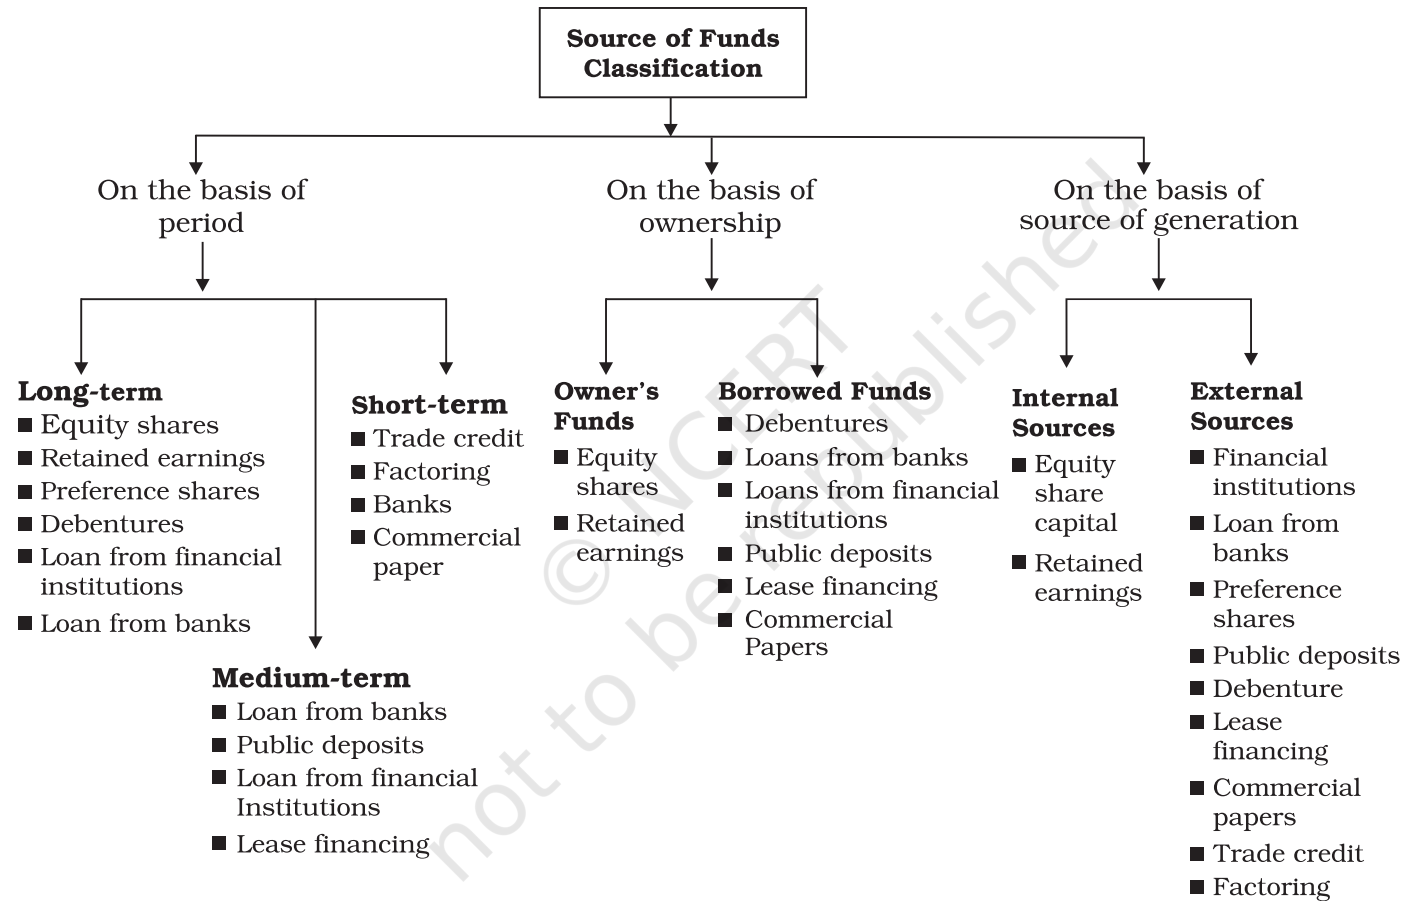 Source of Funds
Classification
On the basis of
period
On the basis of
ownership
On the basis of
source of generation
Long-term
Equity shares
Retained earnings
Preference shares
Debentures
Loan from financial
institutions
Loan from banks
Medium-term
Loan from banks
Public deposits
Loan from financial
Institutions
Lease financing
Short-term
Trade credit
Factoring
Banks
Commercial
paper
Owner's
Funds
Equity
shares
Retained
earnings
Borrowed Funds
Debentures
Loans from banks
Loans from financial
institutions
Public deposits
Lease financing
Commercial
Papers
Internal
Sources
Equity
share
capital
Retained
earnings
External
Sources
Financial
institutions
Loan from
banks
Preference
shares
Public deposits
Debenture
Lease
financing
Commercial
papers
Trade credit
Factoring
© NCERT
not to be republished